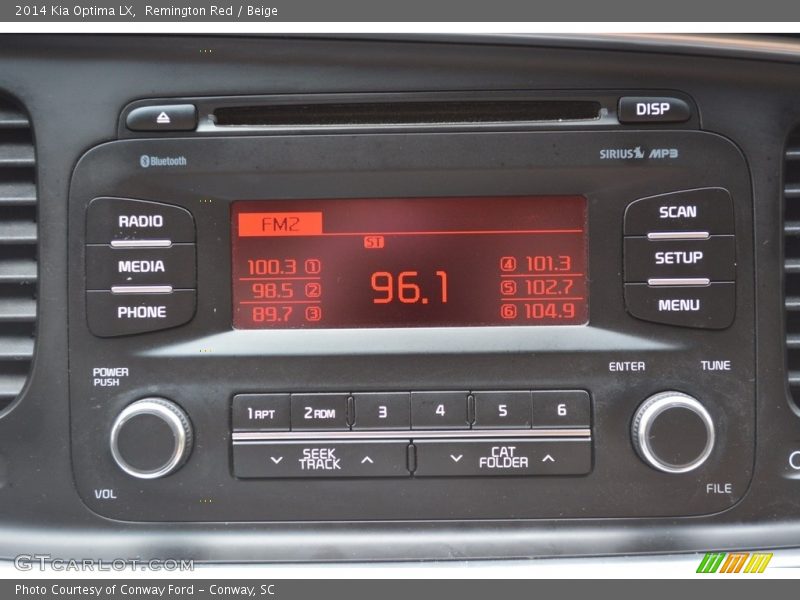 2014 Kia Optima LX, Remington Red / Beige
DISP
Bluetooth
SIRIUS MP3
RADIO
MEDIA
PHONE
FM2
ST
100.3 1
98.5 2
89.7 3
96.1
4 101.3
5 102.7
6 104.9
SCAN
SETUP
MENU
POWER
PUSH
VOL
ENTER
TUNE
FILE
1 RPT
2 RDM
3
4
5
6
SEEK
TRACK
CAT
FOLDER
GTCARLOT.COM
Photo Courtesy of Conway Ford - Conway, SC